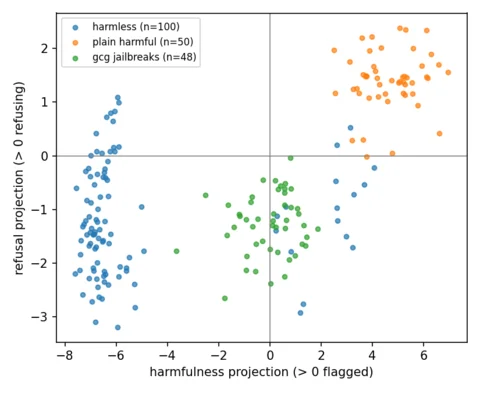 harmless (n=100)
plain harmful (n=50)
gcg jailbreaks (n=48)
refusal projection (> 0 refusing)
2
1
0
−1
−2
−3
−8
−6
−4
−2
0
2
4
6
harmfulness projection (> 0 flagged)